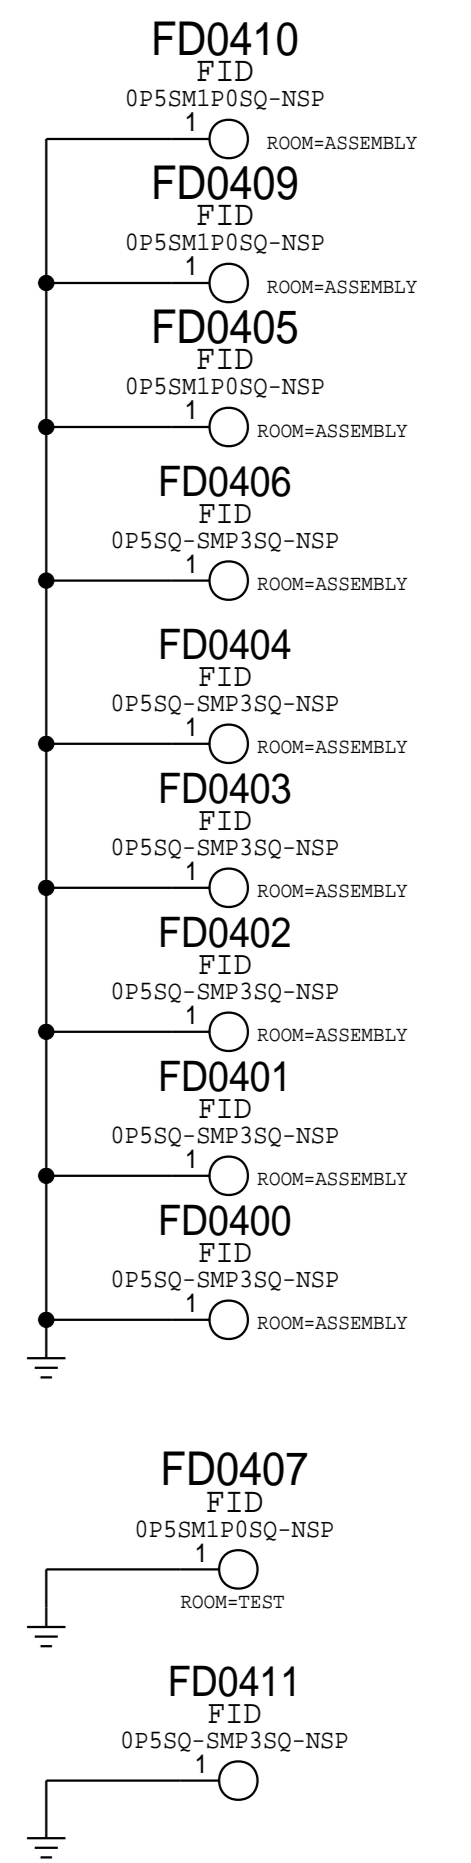 FD0410
FID
0P5SM1P0SQ-NSP
1
ROOM=ASSEMBLY
FD0409
FID
0P5SM1P0SQ-NSP
1
ROOM=ASSEMBLY
FD0405
FID
0P5SM1P0SQ-NSP
1
ROOM=ASSEMBLY
FD0406
FID
0P5SQ-SMP3SQ-NSP
1
ROOM=ASSEMBLY
FD0404
FID
0P5SQ-SMP3SQ-NSP
1
ROOM=ASSEMBLY
FD0403
FID
0P5SQ-SMP3SQ-NSP
1
ROOM=ASSEMBLY
FD0402
FID
0P5SQ-SMP3SQ-NSP
1
ROOM=ASSEMBLY
FD0401
FID
0P5SQ-SMP3SQ-NSP
1
ROOM=ASSEMBLY
FD0400
FID
0P5SQ-SMP3SQ-NSP
1
ROOM=ASSEMBLY
FD0407
FID
0P5SM1P0SQ-NSP
1
ROOM=TEST
FD0411
FID
0P5SQ-SMP3SQ-NSP
1